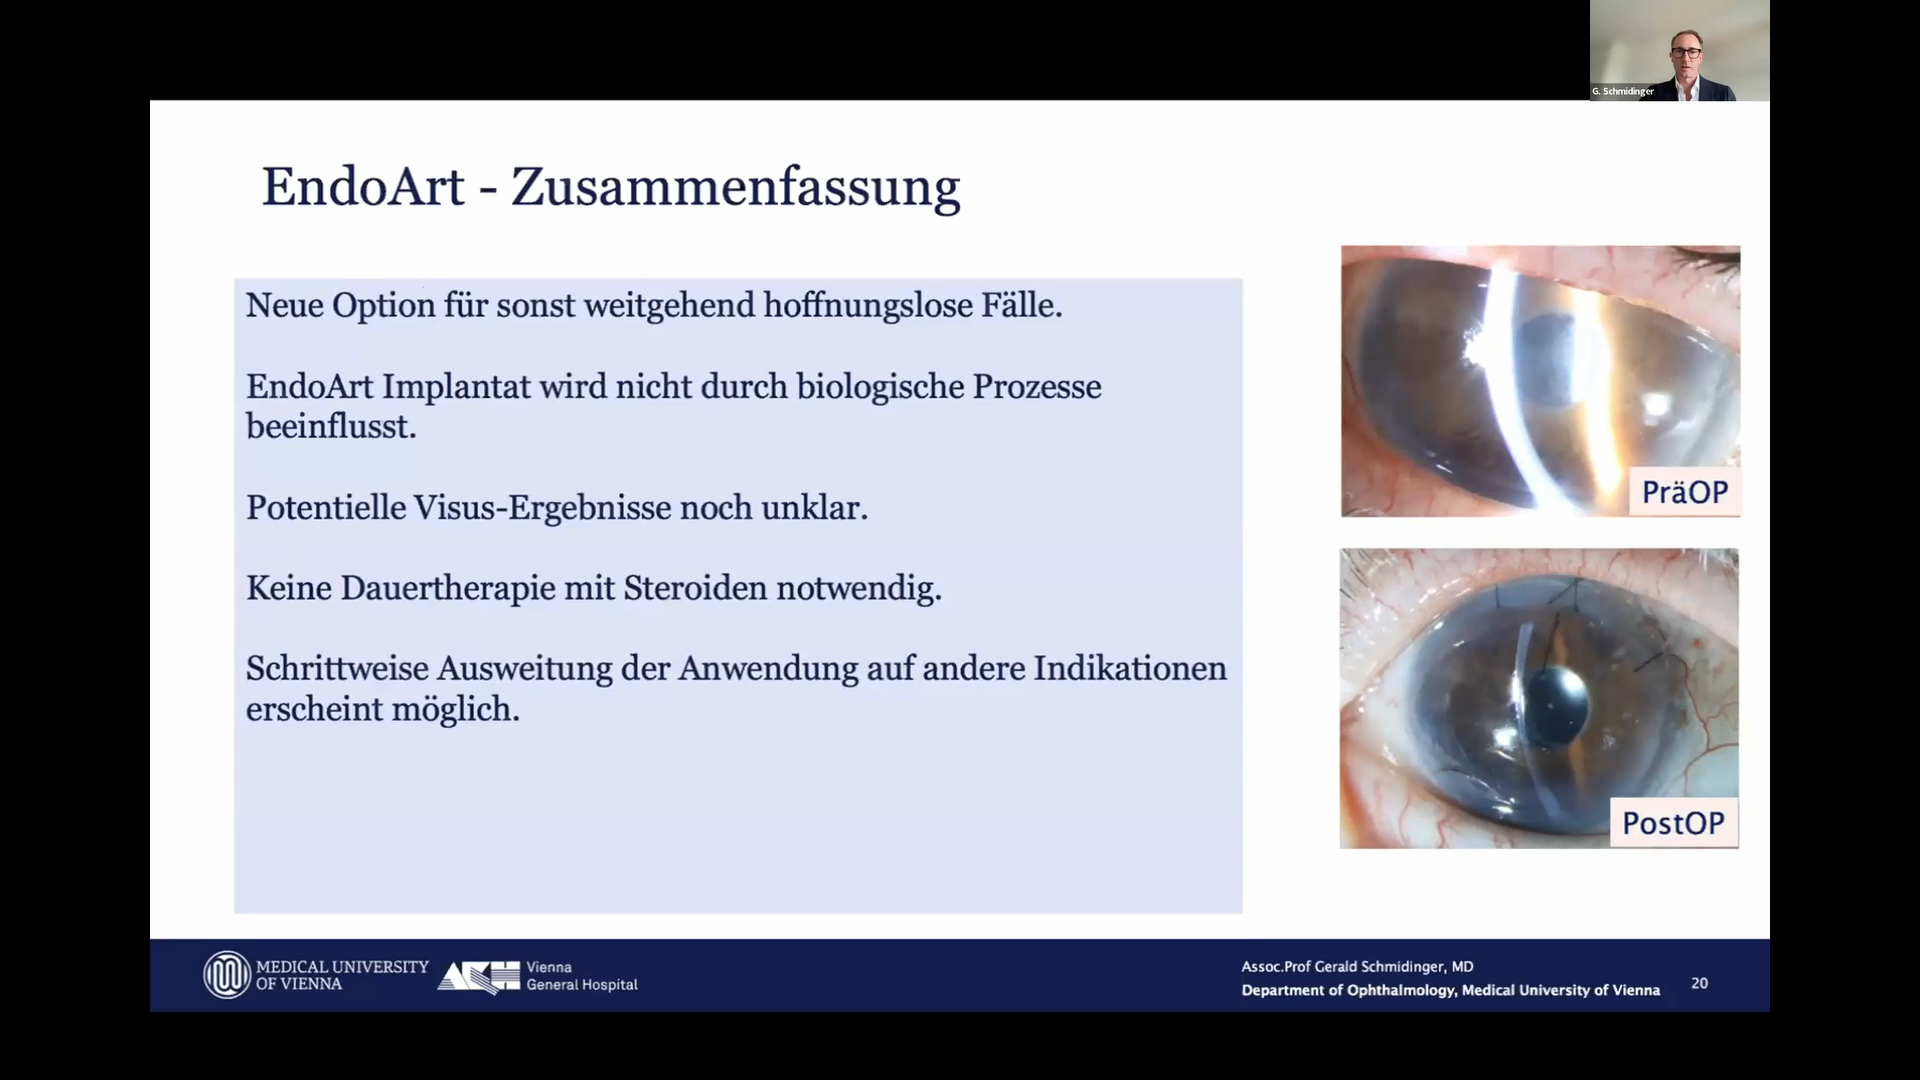 G. Schmidinger
EndoArt - Zusammenfassung
Neue Option für sonst weitgehend hoffnungslose Fälle.
EndoArt Implantat wird nicht durch biologische Prozesse
beeinflusst.
Potentielle Visus-Ergebnisse noch unklar.
Keine Dauertherapie mit Steroiden notwendig.
Schrittweise Ausweitung der Anwendung auf andere Indikationen
erscheint möglich.
PräOP
PostOP
MEDICAL UNIVERSITY
OF VIENNA
AKH
Vienna
General Hospital
Assoc.Prof Gerald Schmidinger, MD
Department of Ophthalmology, Medical University of Vienna
20